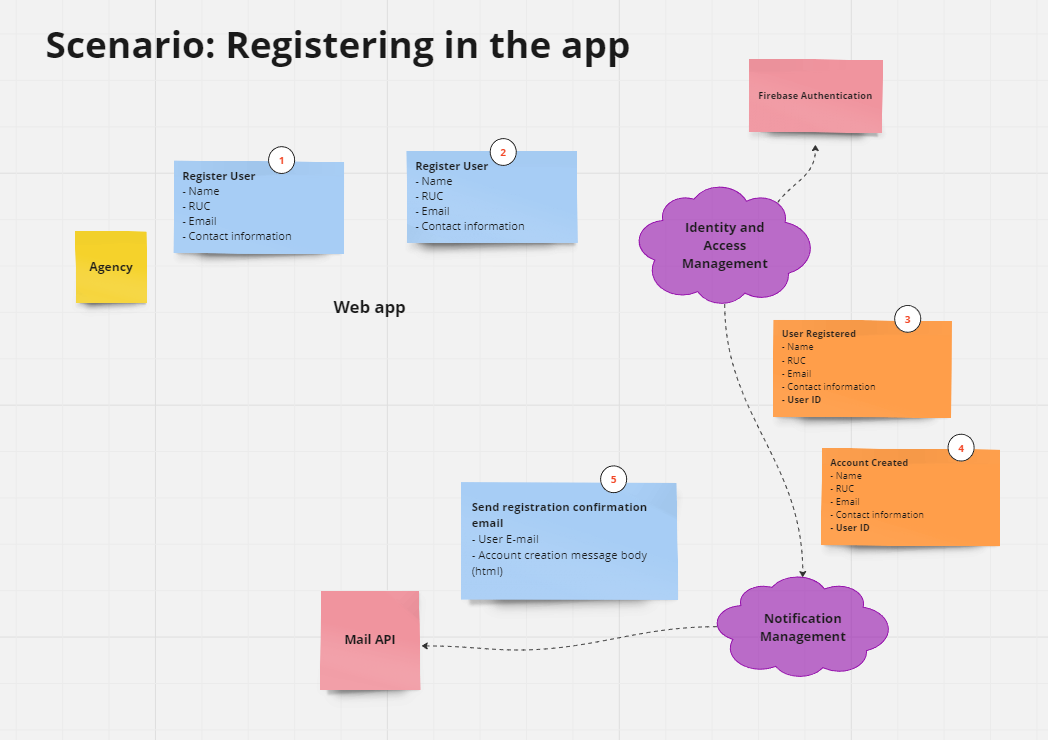 Scenario: Registering in the app
Firebase Authentication
1
Register User
- Name
- RUC
- Email
- Contact information
2
Register User
- Name
- RUC
- Email
- Contact information
Identity and
Access
Management
Agency
Web app
3
User Registered
- Name
- RUC
- Email
- Contact information
- User ID
4
Account Created
- Name
- RUC
- Email
- Contact information
- User ID
5
Send registration confirmation
email
- User E-mail
- Account creation message body
(html)
Notification
Management
Mail API